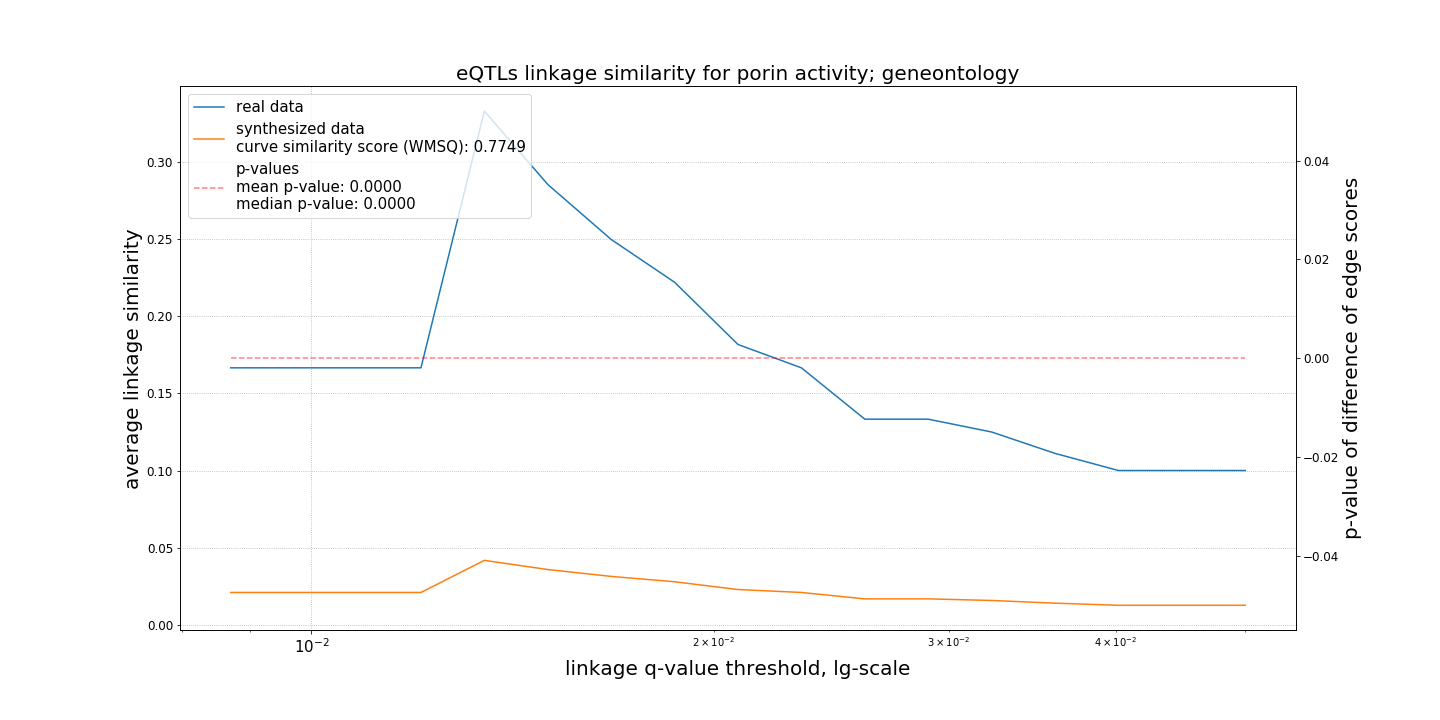 eQTLs linkage similarity for porin activity; geneontology
real data
synthesized data
curve similarity score (WMSQ): 0.7749
p-values
mean p-value: 0.0000
median p-value: 0.0000
average linkage similarity
0.30
0.25
0.20
0.15
0.10
0.05
0.00
0.04
0.02
0.00
−0.02
−0.04
p-value of difference of edge scores
10⁻²
2 × 10⁻²
3 × 10⁻²
4 × 10⁻²
linkage q-value threshold, lg-scale